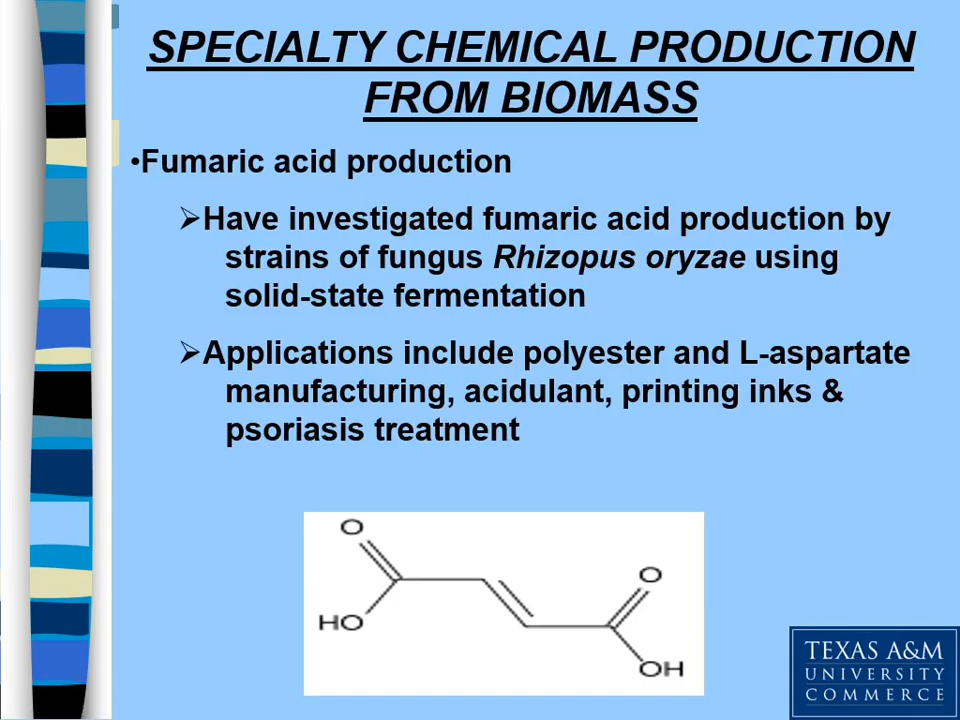 SPECIALTY CHEMICAL PRODUCTION
FROM BIOMASS
•Fumaric acid production
➢Have investigated fumaric acid production by
strains of fungus Rhizopus oryzae using
solid-state fermentation
➢Applications include polyester and L-aspartate
manufacturing, acidulant, printing inks &
psoriasis treatment
O
O
HO
OH
TEXAS A&M
UNIVERSITY
COMMERCE